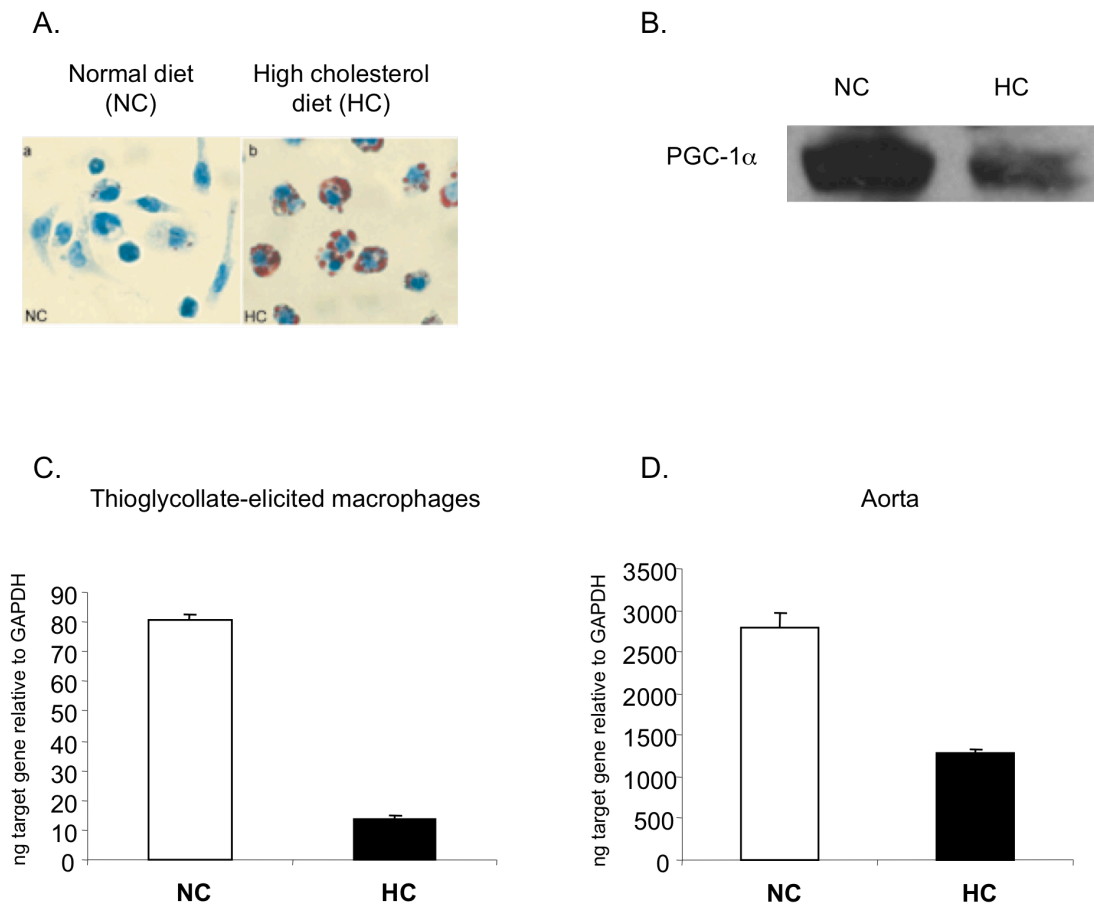 A.
Normal diet
(NC)
High cholesterol
diet (HC)
a
NC
b
HC
B.
NC
HC
PGC-1α
C.
Thioglycollate-elicited macrophages
ng target gene relative to GAPDH
90
80
70
60
50
40
30
20
10
0
NC
HC
D.
Aorta
ng target gene relative to GAPDH
3500
3000
2500
2000
1500
1000
500
0
NC
HC